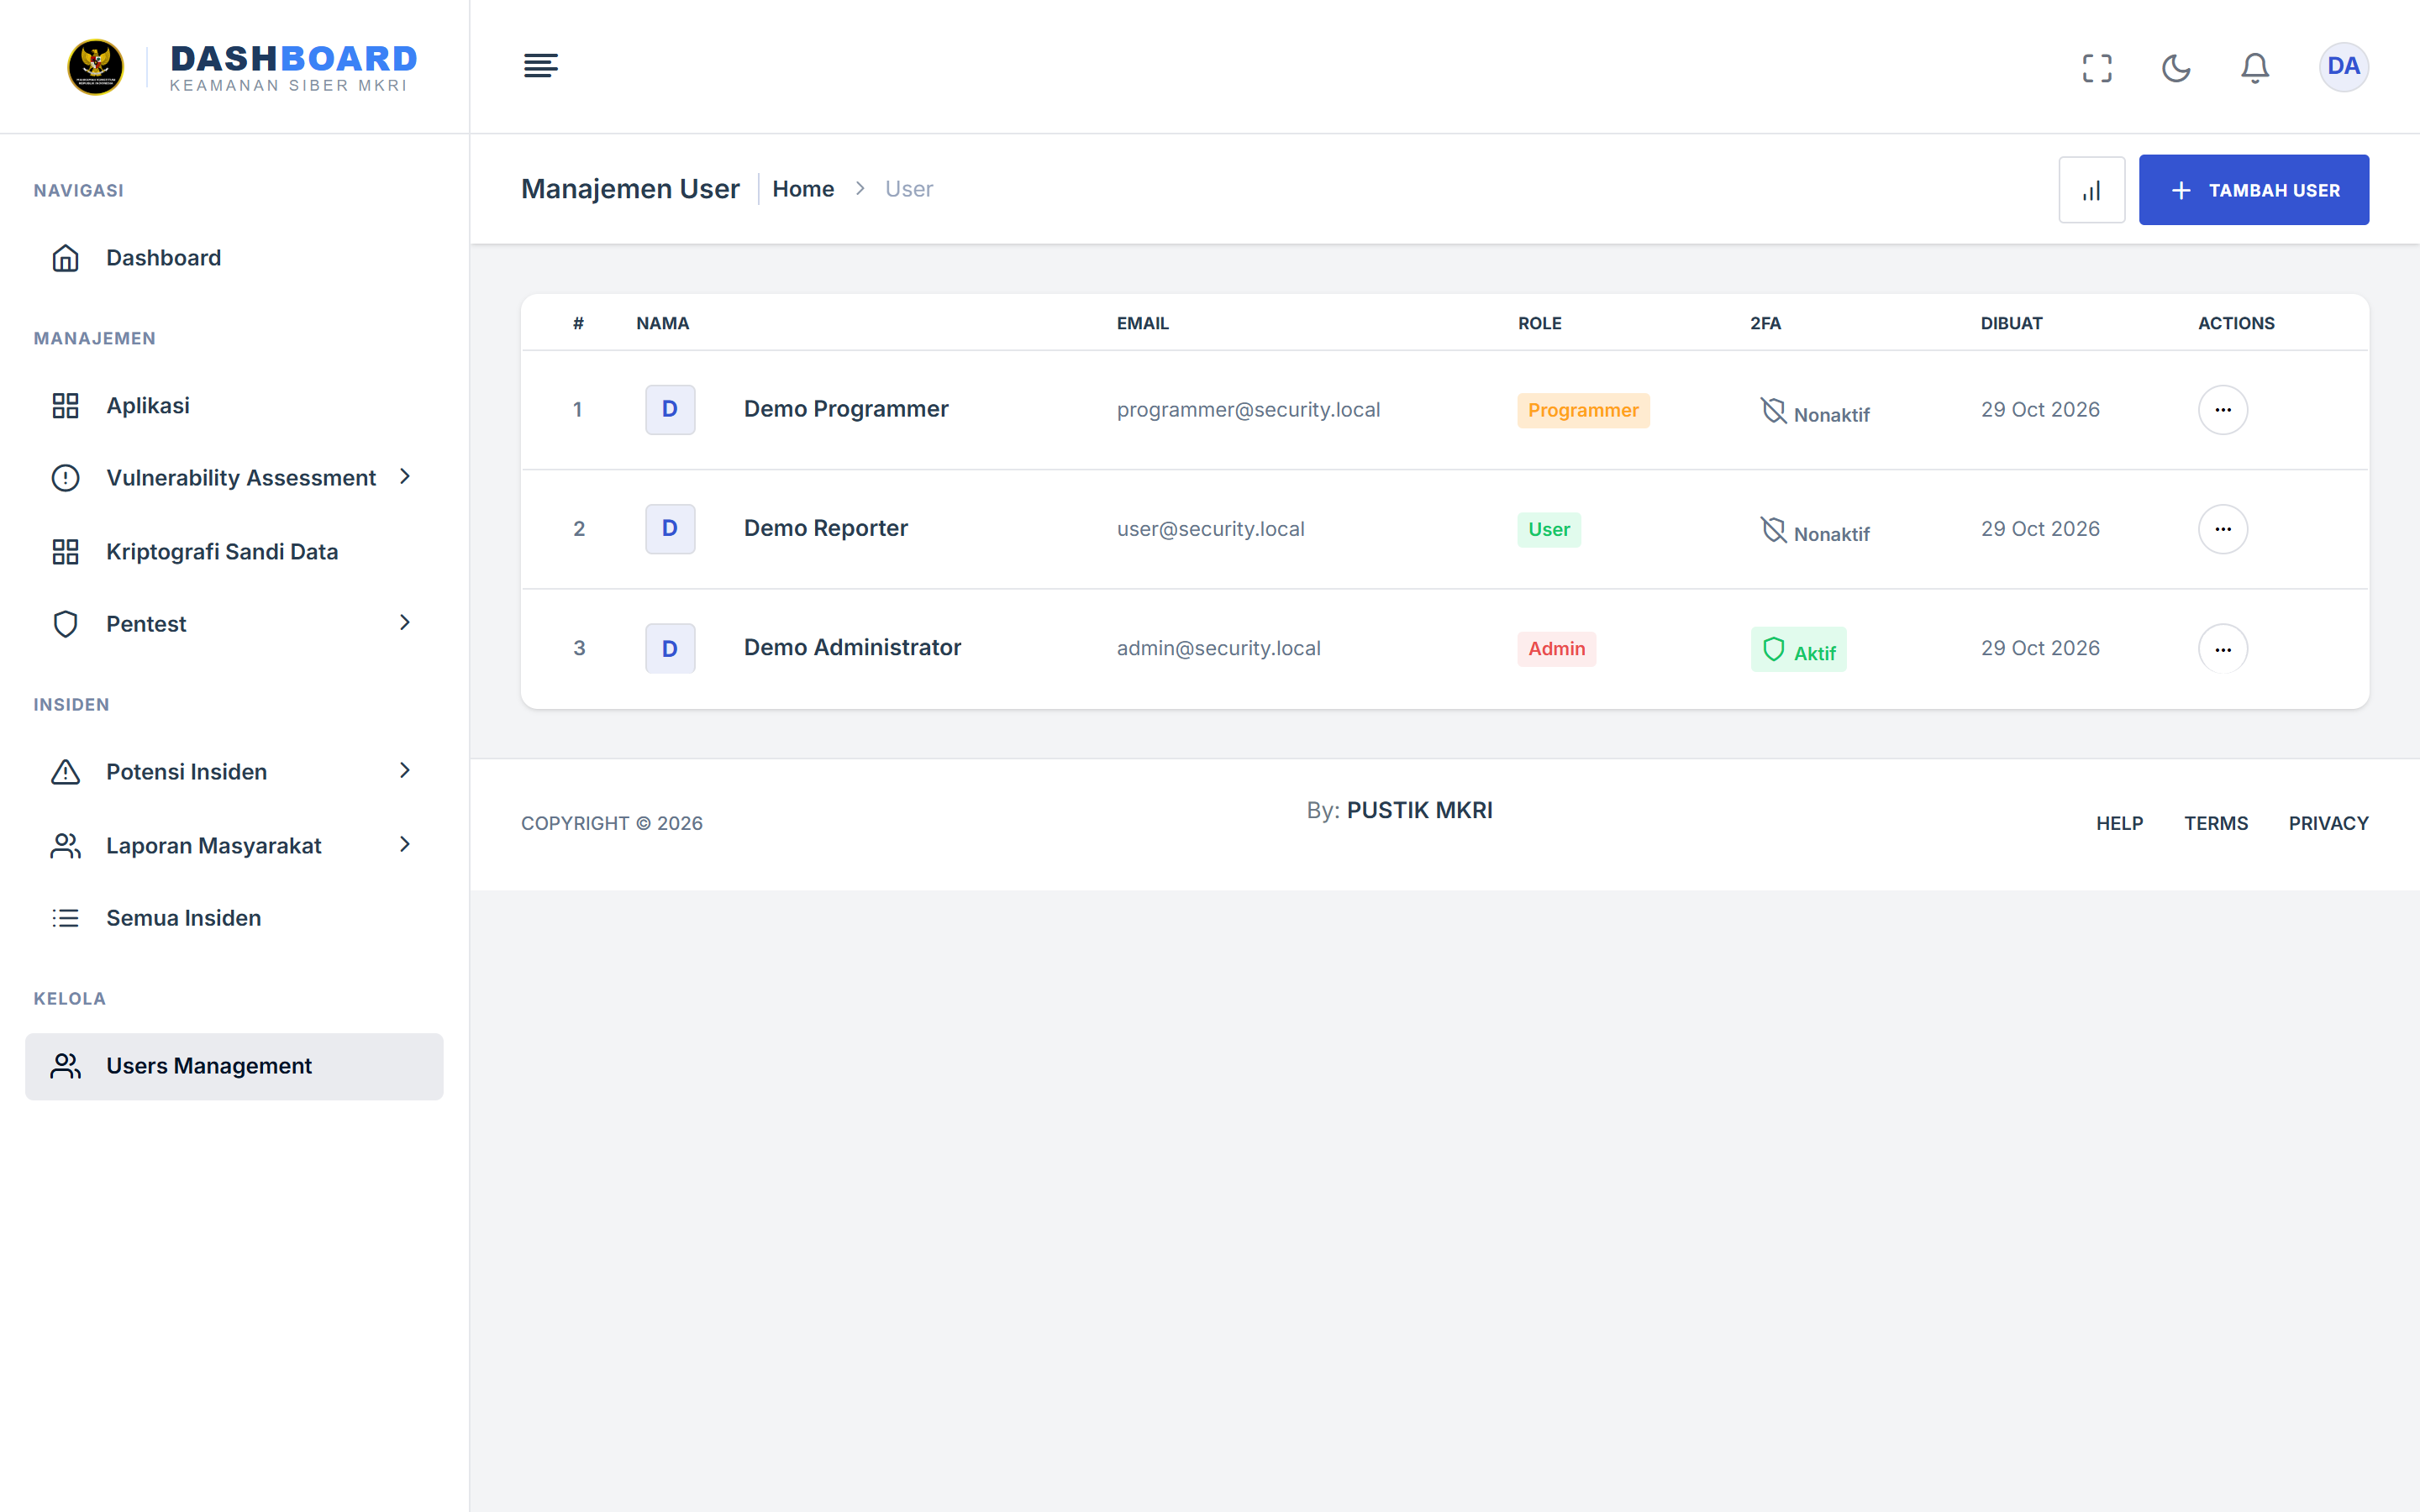 DASHBOARD
KEAMANAN SIBER MKRI
DA
NAVIGASI
Dashboard
MANAJEMEN
Aplikasi
Vulnerability Assessment
Kriptografi Sandi Data
Pentest
INSIDEN
Potensi Insiden
Laporan Masyarakat
Semua Insiden
KELOLA
Users Management
Manajemen User Home > User
TAMBAH USER
# NAMA EMAIL ROLE 2FA DIBUAT ACTIONS
1 D Demo Programmer programmer@security.local Programmer Nonaktif 29 Oct 2026
2 D Demo Reporter user@security.local User Nonaktif 29 Oct 2026
3 D Demo Administrator admin@security.local Admin Aktif 29 Oct 2026
COPYRIGHT © 2026
By: PUSTIK MKRI
HELP TERMS PRIVACY